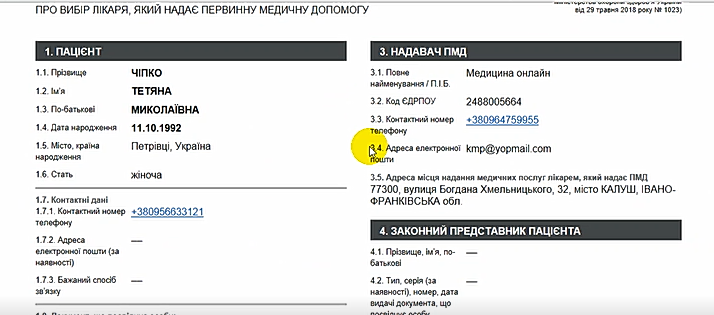 Міністерства охорони здоров'я України
ПРО ВИБІР ЛІКАРЯ, ЯКИЙ НАДАЄ ПЕРВИННУ МЕДИЧНУ ДОПОМОГУ
від 29 травня 2018 року № 1023)
1. ПАЦІЄНТ
1.1. Прізвище
ЧІПКО
1.2. Ім'я
ТЕТЯНА
1.3. По-батькові
МИКОЛАЇВНА
1.4. Дата народження
11.10.1992
1.5. Місто, країна
народження
Петрівці, Україна
1.6. Стать
жіноча
1.7. Контактні дані
1.7.1. Контактний номер
телефону
+380956633121
1.7.2. Адреса
електронної пошти (за
наявності)
—
1.7.3. Бажаний спосіб
зв'язку
—
3. НАДАВАЧ ПМД
3.1. Повне
найменування / П.І.Б.
Медицина онлайн
3.2. Код ЄДРПОУ
2488005664
3.3. Контактний номер
телефону
+380964759955
3.4. Адреса електронної
пошти
kmp@yopmail.com
3.5. Адреса місця надання медичних послуг лікарем, який надає ПМД
77300, вулиця Богдана Хмельницького, 32, місто КАЛУШ, ІВАНО-
ФРАНКІВСЬКА обл.
4. ЗАКОННИЙ ПРЕДСТАВНИК ПАЦІЄНТА
4.1. Прізвище, ім'я, по-
батькові
—
4.2. Тип, серія (за
наявності), номер, дата
видачі документа, що
посвідчує особу
—